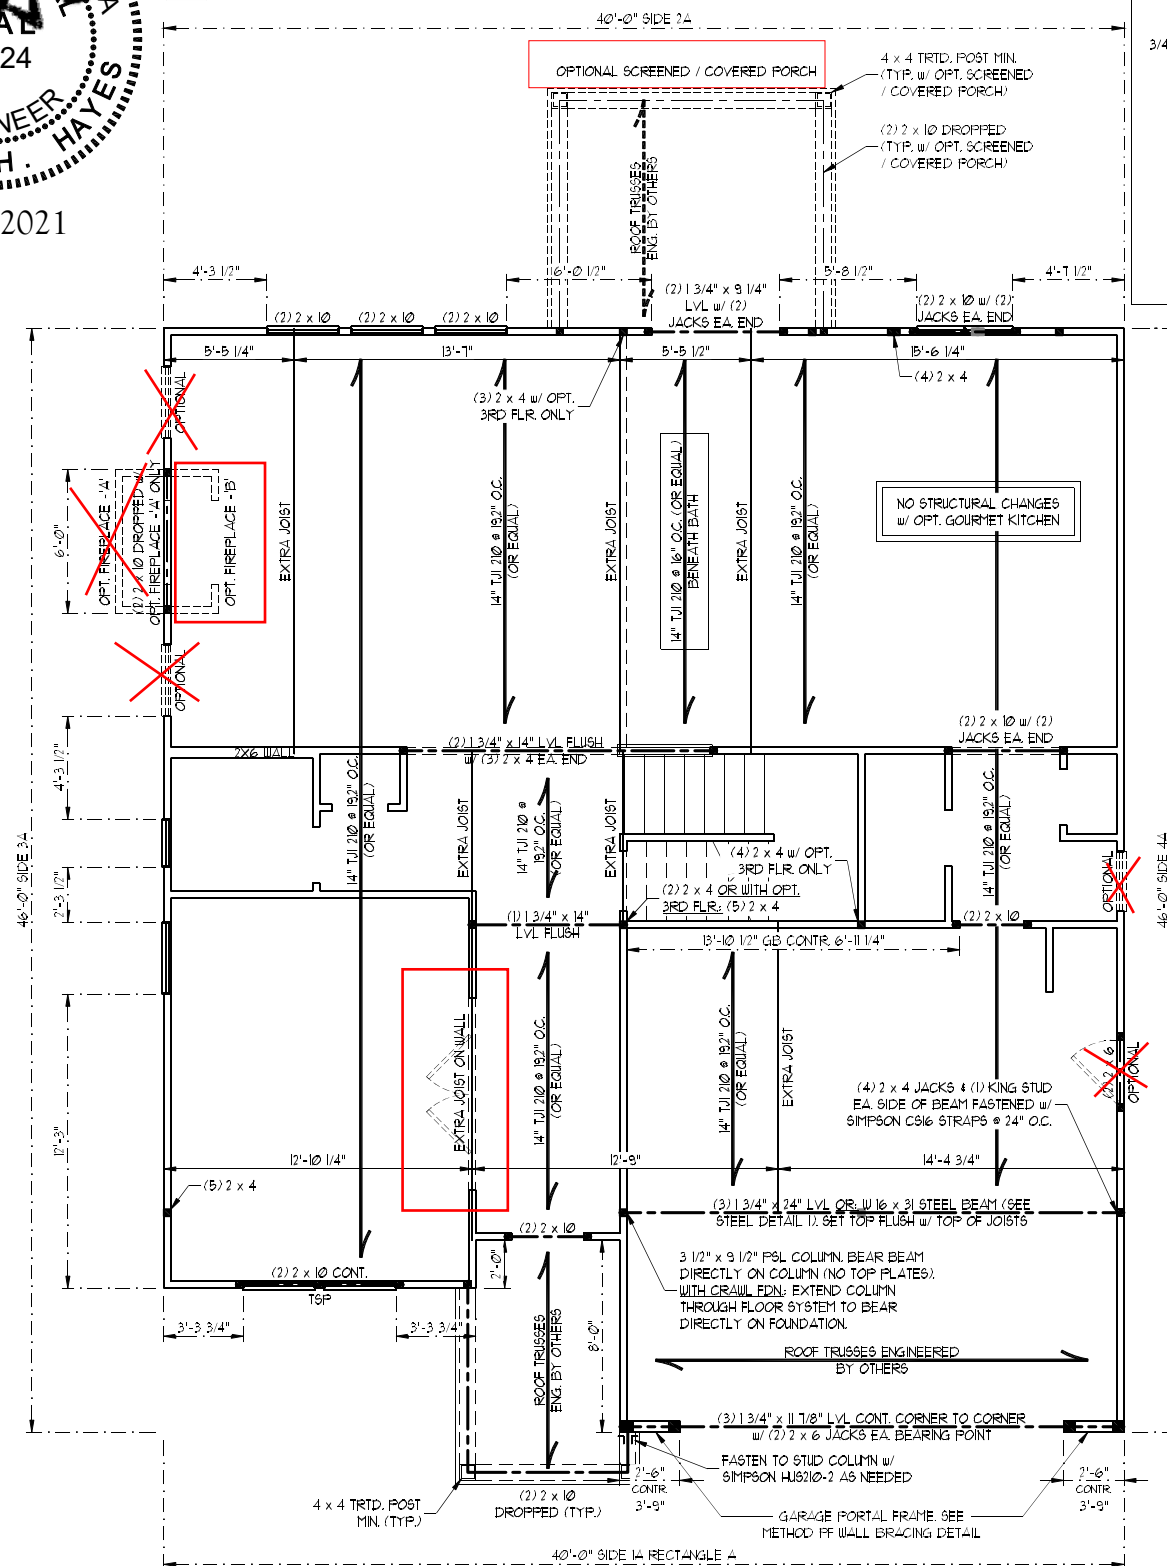 40'-0" SIDE 2A
3/4
24
NEER
H. HAYES
2021
OPTIONAL SCREENED / COVERED PORCH
4 x 4 TRTD. POST MIN.
(TYP. w/ OPT. SCREENED
/ COVERED PORCH)
(2) 2 x 10 DROPPED
(TYP. w/ OPT. SCREENED
/ COVERED PORCH)
ROOF TRUSSES
ENG. BY OTHERS
4'-3 1/2"
6'-0 1/2"
5'-8 1/2"
4'-7 1/2"
(2) 1 3/4" x 9 1/4"
LVL w/ (2)
JACKS EA. END
(2) 2 x 10 w/ (2)
JACKS EA. END
(2) 2 x 10
(2) 2 x 10
(2) 2 x 10
5'-5 1/4"
13'-7"
5'-5 1/2"
15'-6 1/4"
(4) 2 x 4
(3) 2 x 4 w/ OPT.
3RD FLR. ONLY
OPTIONAL
OPT. FIREPLACE - 'A'
(2) 2 x 10 DROPPED w/
OPT. FIREPLACE - 'A' ONLY
OPT. FIREPLACE - 'B'
6'-0"
OPTIONAL
EXTRA JOIST
14" TJI 210 @ 19.2" O.C.
(OR EQUAL)
EXTRA JOIST
14" TJI 210 @ 16" O.C. (OR EQUAL)
BENEATH BATH
EXTRA JOIST
14" TJI 210 @ 19.2" O.C.
(OR EQUAL)
NO STRUCTURAL CHANGES
w/ OPT. GOURMET KITCHEN
2X6 WALL
(2) 1 3/4" x 14" LVL FLUSH
w/ (3) 2 x 4 EA. END
(2) 2 x 10 w/ (2)
JACKS EA. END
4'-3 1/2"
2'-3 1/2"
12'-3"
46'-0" SIDE 3A
46'-0" SIDE 4A
14" TJI 210 @ 19.2" O.C.
(OR EQUAL)
EXTRA JOIST
14" TJI 210 @
19.2" O.C.
(OR EQUAL)
EXTRA JOIST
14" TJI 210 @ 19.2" O.C.
(OR EQUAL)
OPTIONAL
(4) 2 x 4 w/ OPT.
3RD FLR. ONLY
(2) 2 x 4 OR WITH OPT.
3RD FLR.: (5) 2 x 4
(1) 1 3/4" x 14"
LVL FLUSH
(2) 2 x 10
13'-10 1/2" GB CONTR. 6'-11 1/4"
EXTRA JOIST ON WALL
14" TJI 210 @ 19.2" O.C.
(OR EQUAL)
14" TJI 210 @ 19.2" O.C.
(OR EQUAL)
EXTRA JOIST
OPTIONAL
(4) 2 x 4 JACKS & (1) KING STUD
EA. SIDE OF BEAM FASTENED w/
SIMPSON CS16 STRAPS @ 24" O.C.
12'-10 1/4"
12'-9"
14'-4 3/4"
(5) 2 x 4
(3) 1 3/4" x 24" LVL OR: W 16 x 31 STEEL BEAM (SEE
STEEL DETAIL 1). SET TOP FLUSH w/ TOP OF JOISTS
(2) 2 x 10
2'-0"
3 1/2" x 9 1/2" PSL COLUMN. BEAR BEAM
DIRECTLY ON COLUMN (NO TOP PLATES).
WITH CRAWL FDN.: EXTEND COLUMN
THROUGH FLOOR SYSTEM TO BEAR
DIRECTLY ON FOUNDATION.
(2) 2 x 10 CONT.
TSP
3'-3 3/4"
3'-3 3/4"
ROOF TRUSSES
ENG. BY OTHERS
8'-0"
ROOF TRUSSES ENGINEERED
BY OTHERS
(3) 1 3/4" x 11 7/8" LVL CONT. CORNER TO CORNER
w/ (2) 2 x 6 JACKS EA. BEARING POINT
FASTEN TO STUD COLUMN w/
SIMPSON HUS210-2 AS NEEDED
2'-6"
CONTR.
3'-9"
2'-6"
CONTR.
3'-9"
4 x 4 TRTD. POST
MIN. (TYP.)
(2) 2 x 10
DROPPED (TYP.)
GARAGE PORTAL FRAME. SEE
METHOD PF WALL BRACING DETAIL
40'-0" SIDE 1A RECTANGLE A